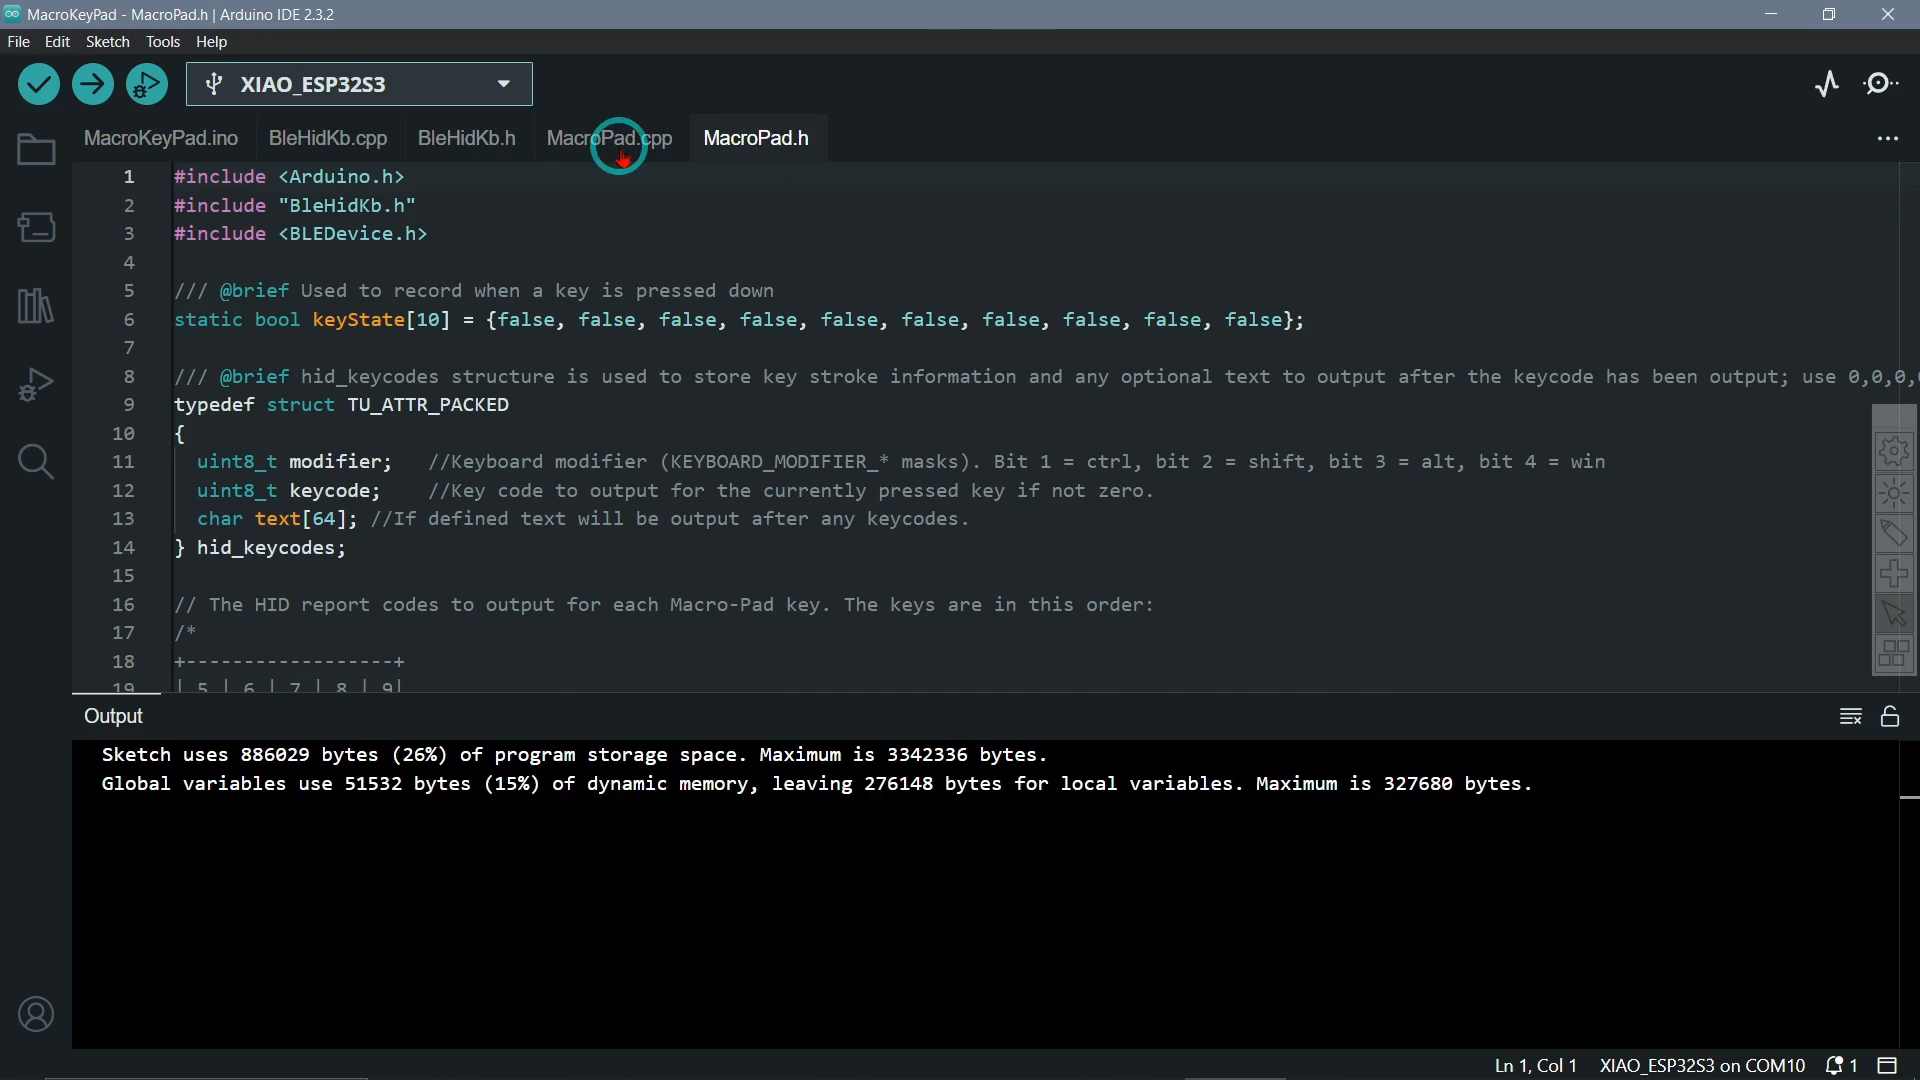 MacroKeyPad - MacroPad.h | Arduino IDE 2.3.2
File Edit Sketch Tools Help
XIAO_ESP32S3
MacroKeyPad.ino BleHidKb.cpp BleHidKb.h MacroPad.cpp MacroPad.h
1 #include <Arduino.h>
2 #include "BleHidKb.h"
3 #include <BLEDevice.h>
4
5 /// @brief Used to record when a key is pressed down
6 static bool keyState[10] = {false, false, false, false, false, false, false, false, false, false};
7
8 /// @brief hid_keycodes structure is used to store key stroke information and any optional text to output after the keycode has been output; use 0,0,0,
9 typedef struct TU_ATTR_PACKED
10 {
11 uint8_t modifier; //Keyboard modifier (KEYBOARD_MODIFIER_* masks). Bit 1 = ctrl, bit 2 = shift, bit 3 = alt, bit 4 = win
12 uint8_t keycode; //Key code to output for the currently pressed key if not zero.
13 char text[64]; //If defined text will be output after any keycodes.
14 } hid_keycodes;
15
16 // The HID report codes to output for each Macro-Pad key. The keys are in this order:
17 /*
18 +------------------+
19 | 5 | 6 | 7 | 8 | 9|
Output
Sketch uses 886029 bytes (26%) of program storage space. Maximum is 3342336 bytes.
Global variables use 51532 bytes (15%) of dynamic memory, leaving 276148 bytes for local variables. Maximum is 327680 bytes.
Ln 1, Col 1 XIAO_ESP32S3 on COM10 1